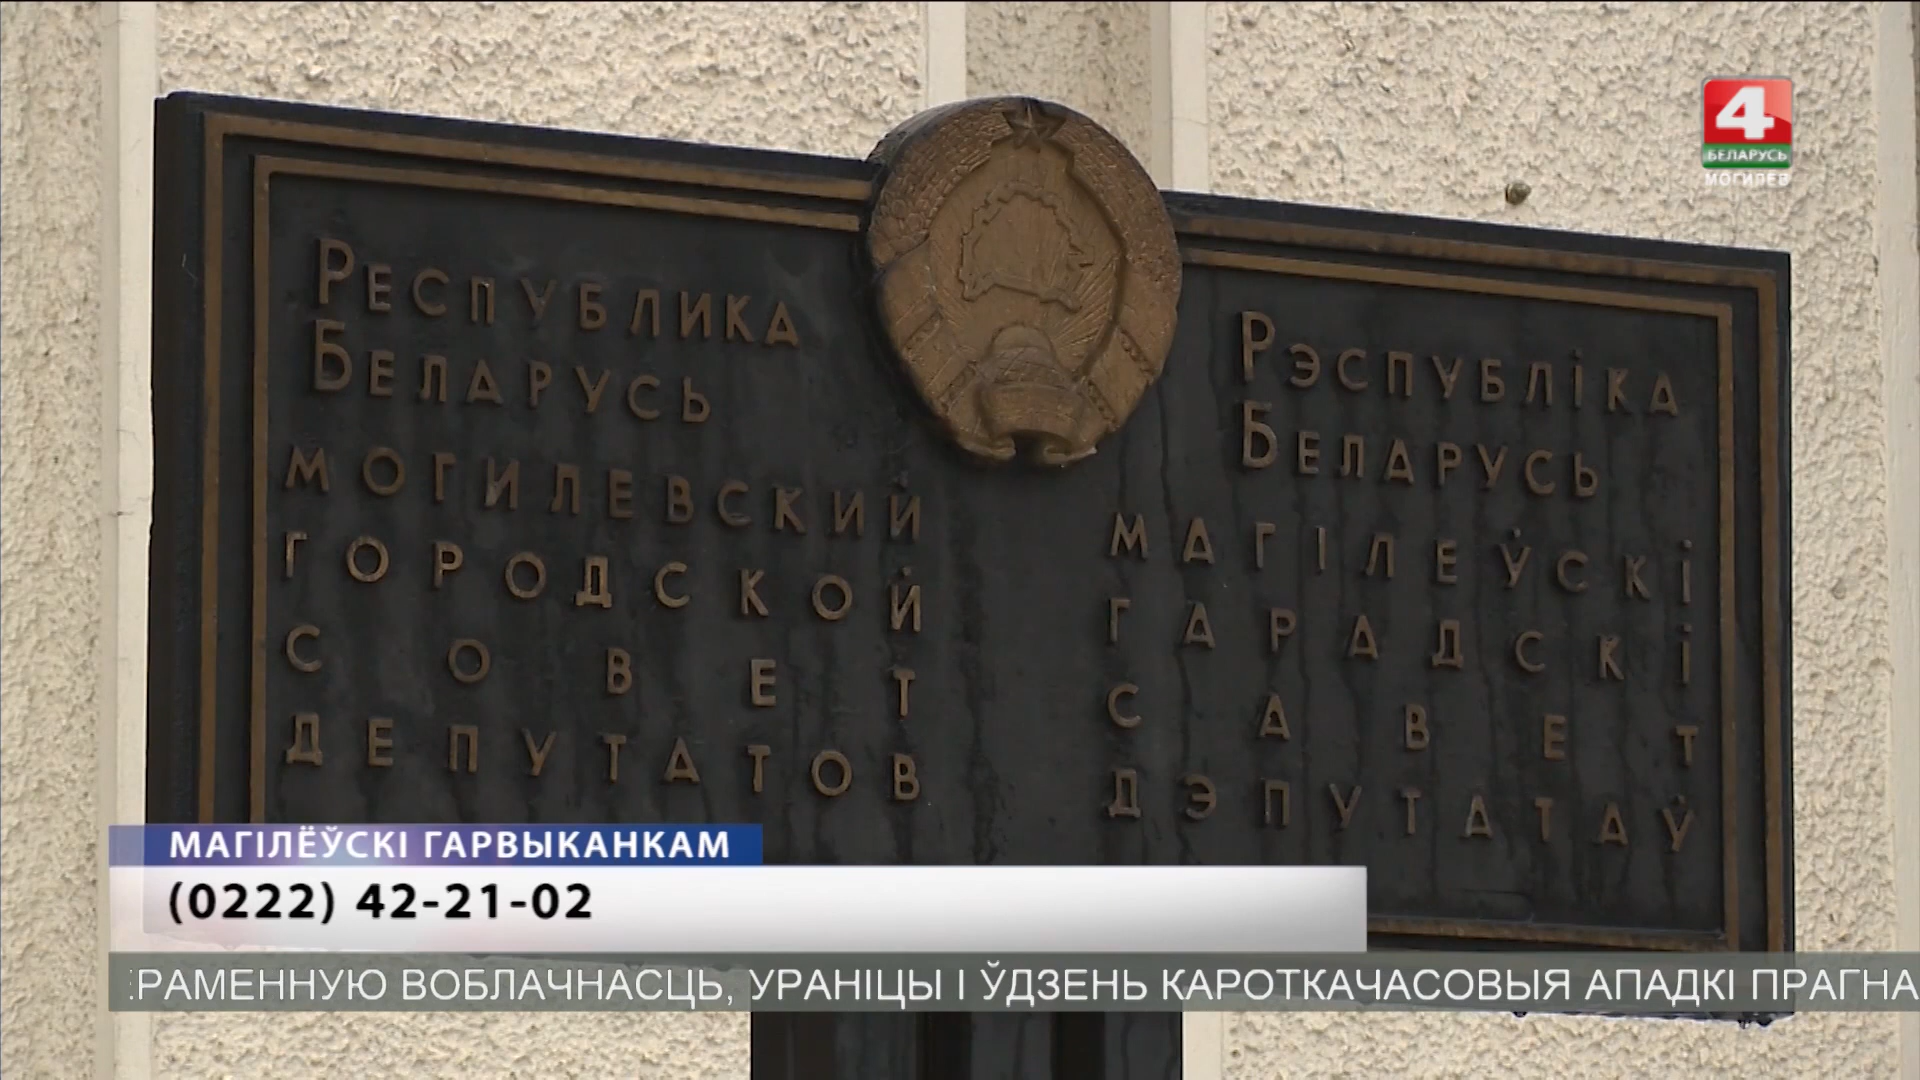 4
БЕЛАРУСЬ
МОГИЛЕВ
РЕСПУБЛИКА
БЕЛАРУСЬ
МОГИЛЕВСКИЙ
ГОРОДСКОЙ
СОВЕТ
ДЕПУТАТОВ
РЭСПУБЛІКА
БЕЛАРУСЬ
МАГІЛЕЎСКІ
ГАРАДСКІ
САВЕТ
ДЭПУТАТАЎ
МАГІЛЁЎСКІ ГАРВЫКАНКАМ
(0222) 42-21-02
РАМЕННУЮ ВОБЛАЧНАСЦЬ, УРАНІЦЫ І ЎДЗЕНЬ КАРОТКАЧАСОВЫЯ АПАДКІ ПРАГНА